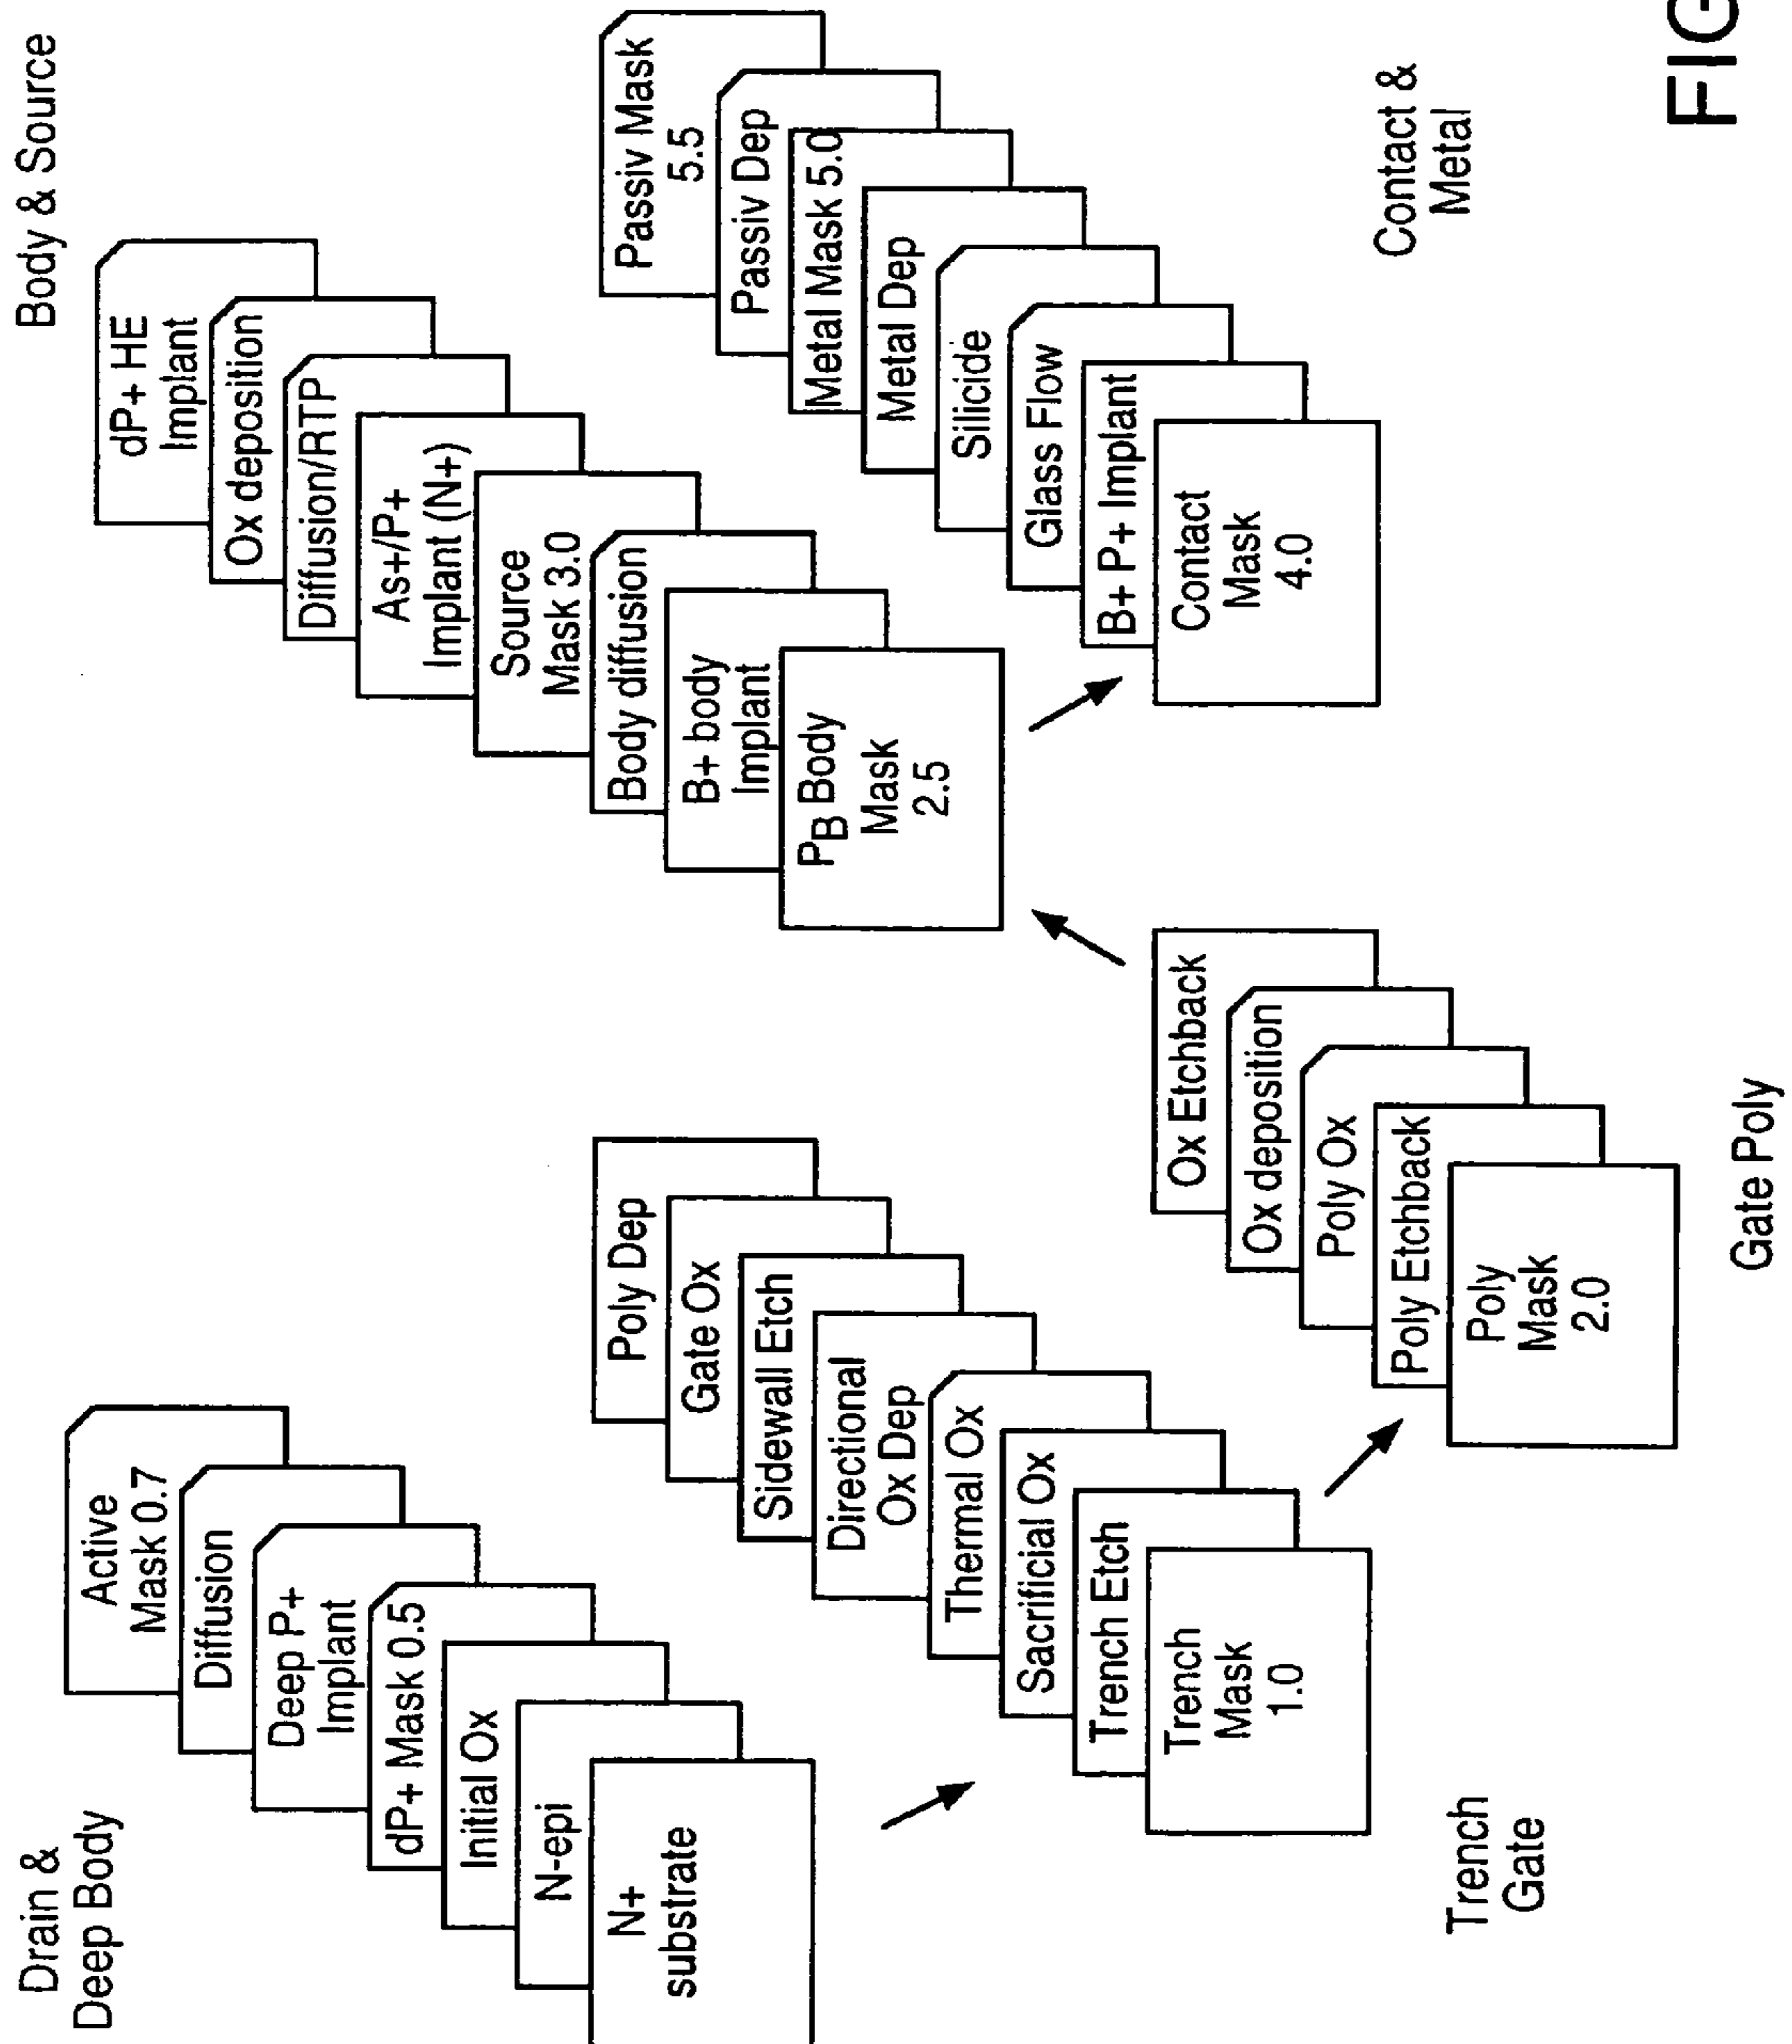 Drain &
Deep Body
Active
Mask 0.7
Diffusion
Deep P+
Implant
dP+ Mask 0.5
Initial Ox
N-epi
N+
substrate
Trench
Gate
Poly Dep
Gate Ox
Sidewall Etch
Directional
Ox Dep
Thermal Ox
Sacrificial Ox
Trench Etch
Trench
Mask
1.0
Gate Poly
Ox Etchback
Ox deposition
Poly Ox
Poly Etchback
Poly
Mask
2.0
Body & Source
dP+ HE
Implant
Ox deposition
Diffusion/RTP
As+/P+
Implant (N+)
Source
Mask 3.0
Body diffusion
B+ body
Implant
PB Body
Mask
2.5
Contact &
Metal
Passiv Mask
5.5
Passiv Dep
Metal Mask 5.0
Metal Dep
Silicide
Glass Flow
B+ P+ Implant
Contact
Mask
4.0